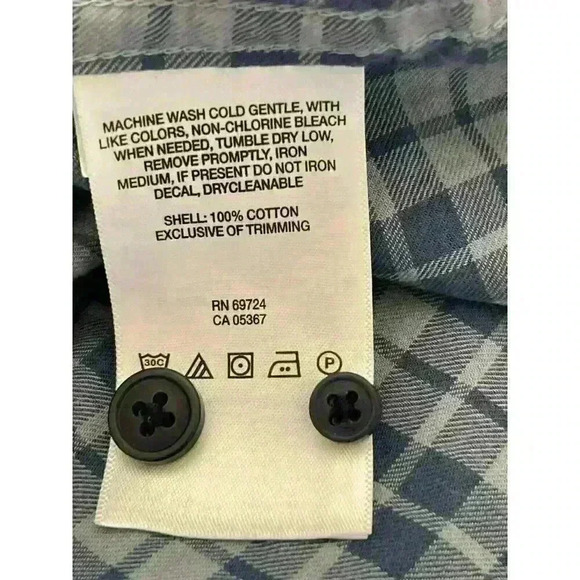 MACHINE WASH COLD GENTLE, WITH
LIKE COLORS, NON-CHLORINE BLEACH
WHEN NEEDED, TUMBLE DRY LOW,
REMOVE PROMPTLY, IRON
MEDIUM, IF PRESENT DO NOT IRON
DECAL, DRYCLEANABLE
SHELL: 100% COTTON
EXCLUSIVE OF TRIMMING
RN 69724
CA 05367
30C P